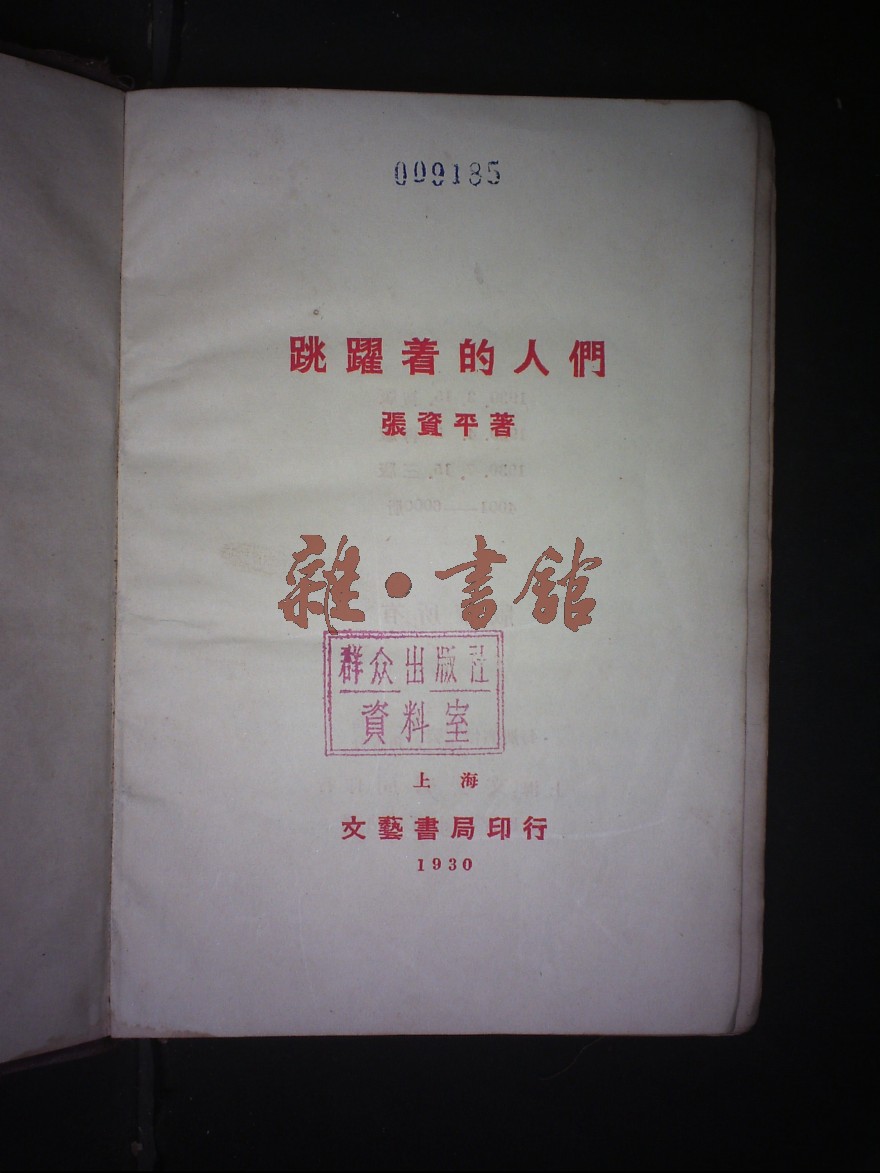 009185
跳躍着的人們
張資平著
雜·書館
群众出版社
資料室
上海
文藝書局印行
1930